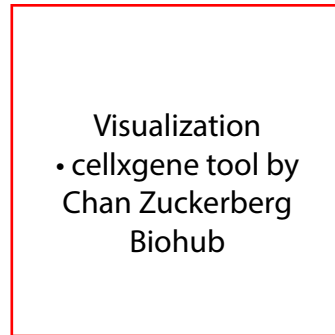 Visualization
• cellxgene tool by
Chan Zuckerberg
Biohub